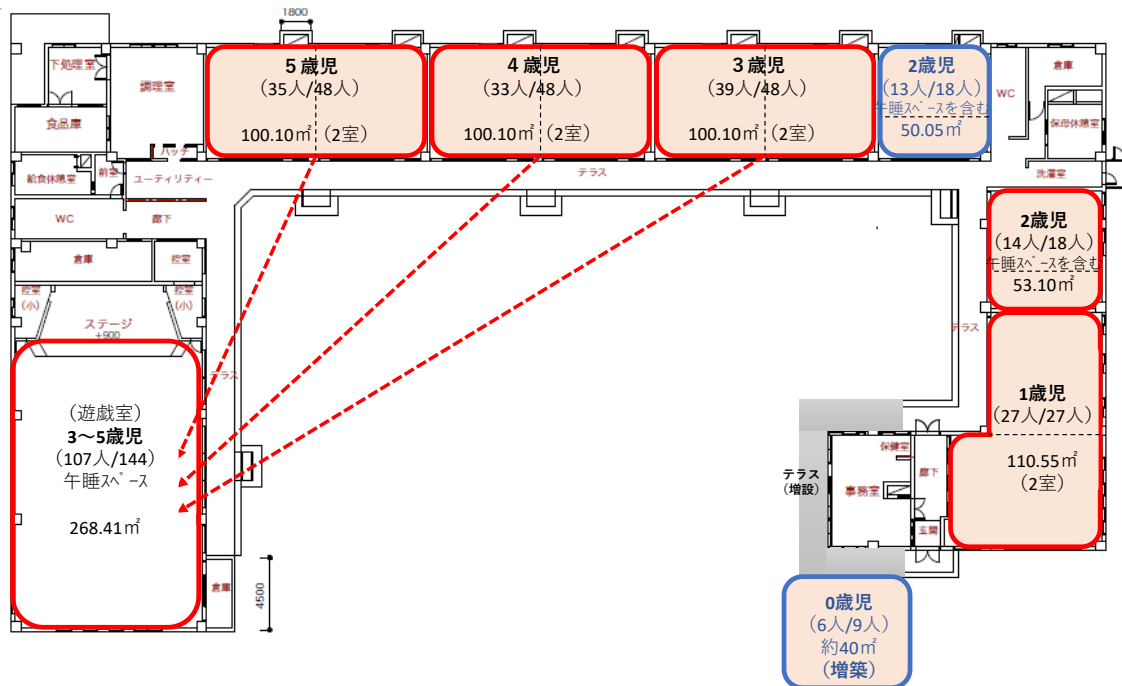 1800
下処理室
調理室
食品庫
ハッチ
給食休憩室
前室
ユーティリティー
WC
廊下
倉庫
控室
控室
(小)
控室
(小)
ステージ
+900
5歳児
(35人/48人)
100.10㎡ (2室)
4歳児
(33人/48人)
100.10㎡ (2室)
3歳児
(39人/48人)
100.10㎡ (2室)
2歳児
(13人/18人)
午睡スペースを含む
50.05㎡
WC
倉庫
保母休憩室
洗濯室
テラス
2歳児
(14人/18人)
午睡スペースを含む
53.10㎡
テラス
1歳児
(27人/27人)
110.55㎡
(2室)
テラス
(遊戯室)
3~5歳児
(107人/144)
午睡スペース
268.41㎡
倉庫
4500
テラス
(増設)
保健室
事務室
廊下
玄関
0歳児
(6人/9人)
約40㎡
(増築)